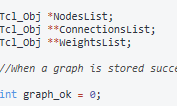 Tcl_Obj *NodesList;
Tcl_Obj **ConnectionsList;
Tcl_Obj **WeightsList;
//When a graph is stored succe
int graph_ok = 0;